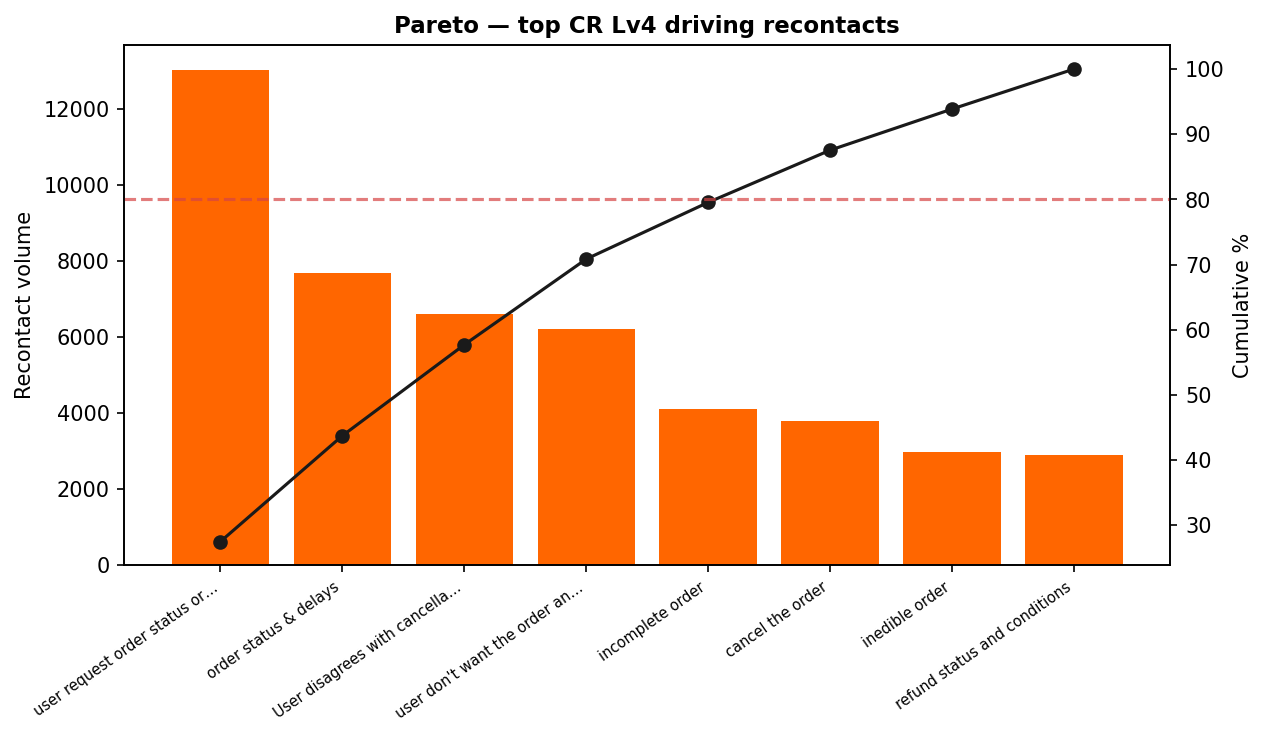 Pareto — top CR Lv4 driving recontacts
Recontact volume
12000
10000
8000
6000
4000
2000
0
100
90
80
70
60
50
40
30
Cumulative %
user request order status or...
order status & delays
User disagrees with cancella...
user don't want the order an...
incomplete order
cancel the order
inedible order
refund status and conditions